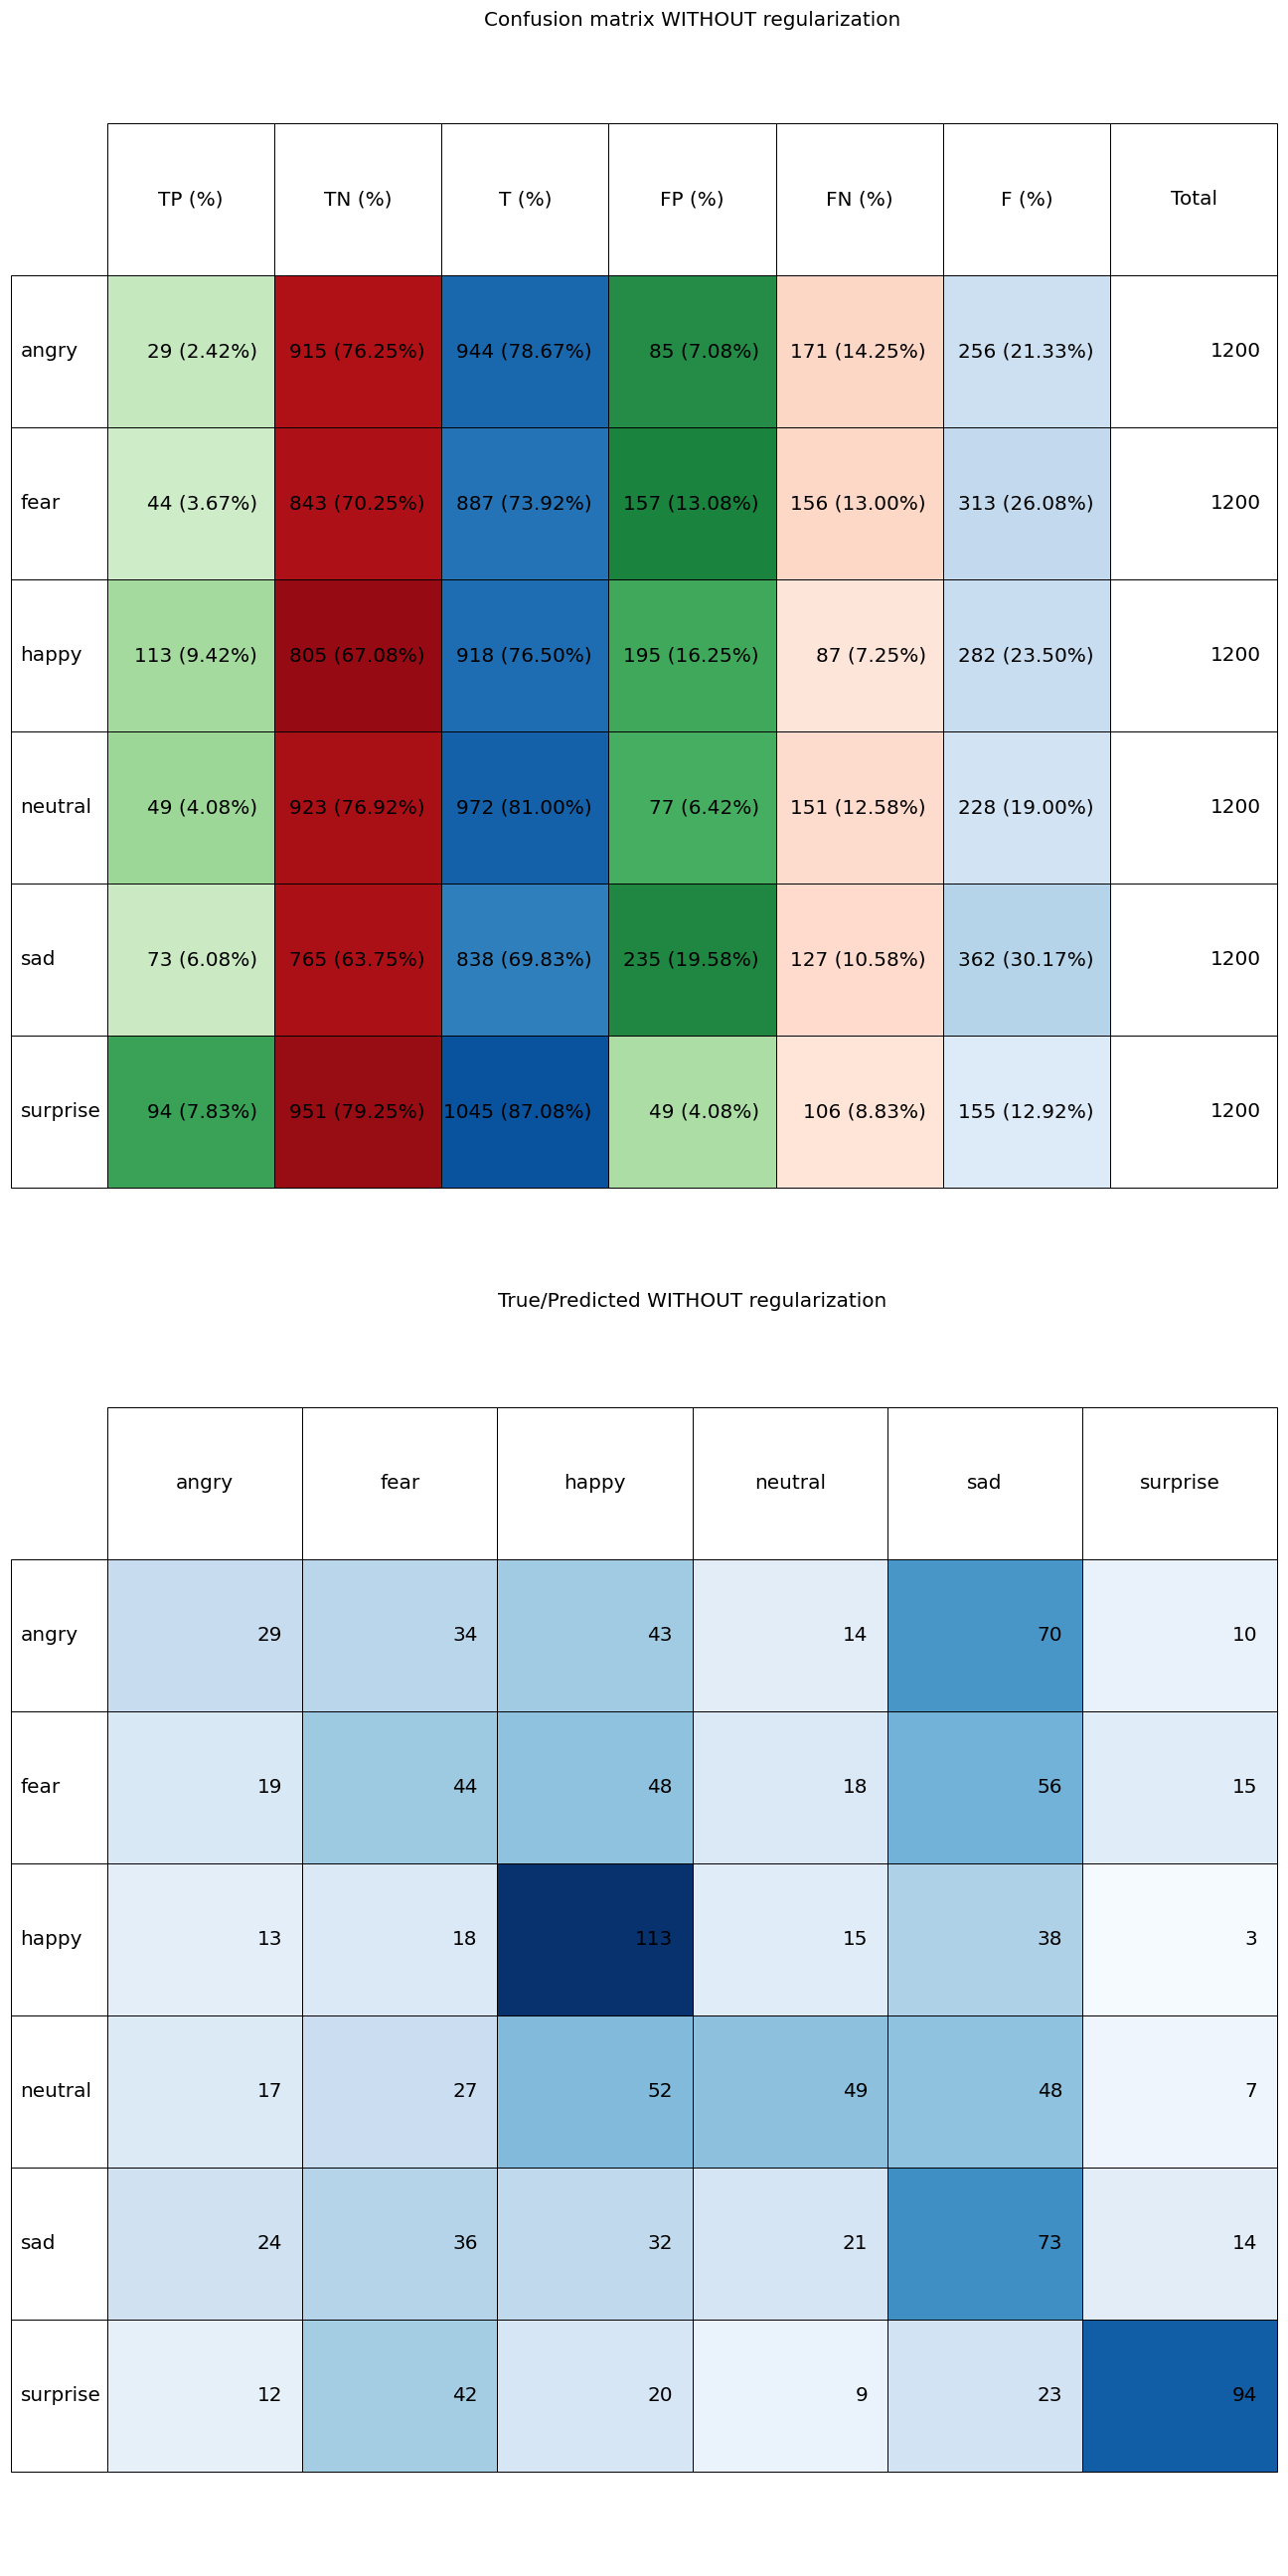 Confusion matrix WITHOUT regularization
TP (%) TN (%) T (%) FP (%) FN (%) F (%) Total
angry 29 (2.42%) 915 (76.25%) 944 (78.67%) 85 (7.08%) 171 (14.25%) 256 (21.33%) 1200
fear 44 (3.67%) 843 (70.25%) 887 (73.92%) 157 (13.08%) 156 (13.00%) 313 (26.08%) 1200
happy 113 (9.42%) 805 (67.08%) 918 (76.50%) 195 (16.25%) 87 (7.25%) 282 (23.50%) 1200
neutral 49 (4.08%) 923 (76.92%) 972 (81.00%) 77 (6.42%) 151 (12.58%) 228 (19.00%) 1200
sad 73 (6.08%) 765 (63.75%) 838 (69.83%) 235 (19.58%) 127 (10.58%) 362 (30.17%) 1200
surprise 94 (7.83%) 951 (79.25%) 1045 (87.08%) 49 (4.08%) 106 (8.83%) 155 (12.92%) 1200
True/Predicted WITHOUT regularization
angry fear happy neutral sad surprise
angry 29 34 43 14 70 10
fear 19 44 48 18 56 15
happy 13 18 113 15 38 3
neutral 17 27 52 49 48 7
sad 24 36 32 21 73 14
surprise 12 42 20 9 23 94